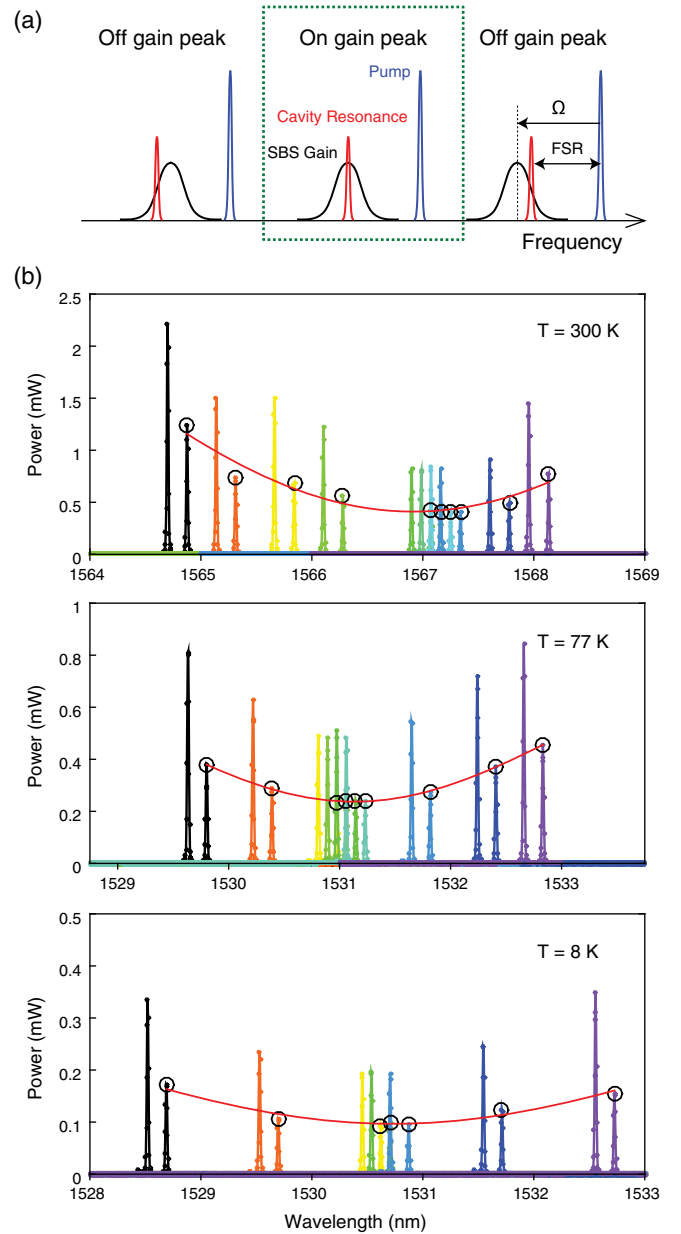 (a)
Off gain peak
On gain peak
Off gain peak
Pump
Ω
Cavity Resonance
FSR
SBS Gain
Frequency
(b)
2.5
T = 300 K
2
1.5
1
0.5
0
Power (mW)
1564 1565 1566 1567 1568 1569
1
T = 77 K
0.8
0.6
0.4
0.2
0
Power (mW)
1529 1530 1531 1532 1533
0.5
T = 8 K
0.4
0.3
0.2
0.1
0
Power (mW)
1528 1529 1530 1531 1532 1533
Wavelength (nm)